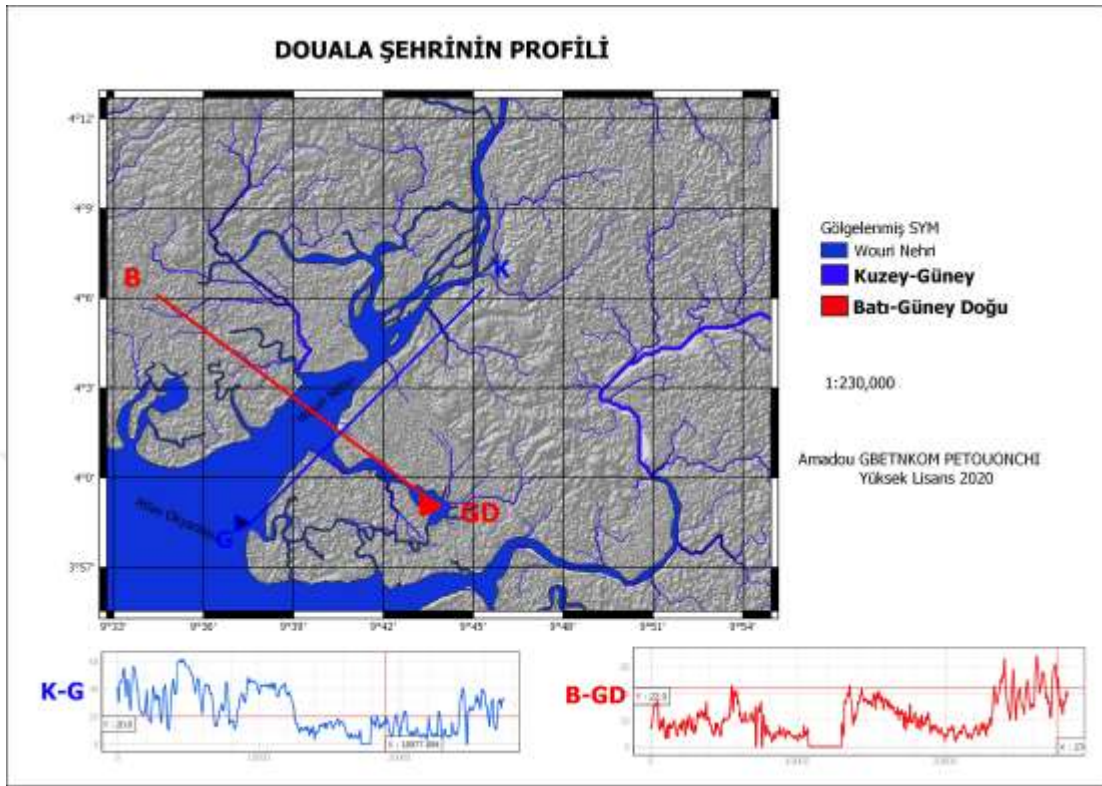 DOUALA ŞEHRİNİN PROFİLİ
4°12'
4°9'
4°6'
4°3'
4°0'
3°57'
9°33'
9°36'
9°39'
9°42'
9°45'
9°48'
9°51'
9°54'
B
K
G
GD
Gölgelenmiş SYM
Wouri Nehri
Kuzey-Güney
Batı-Güney Doğu
1:230,000
Amadou GBETNKOM PETOUONCHI
Yüksek Lisans 2020
K-G
B-GD